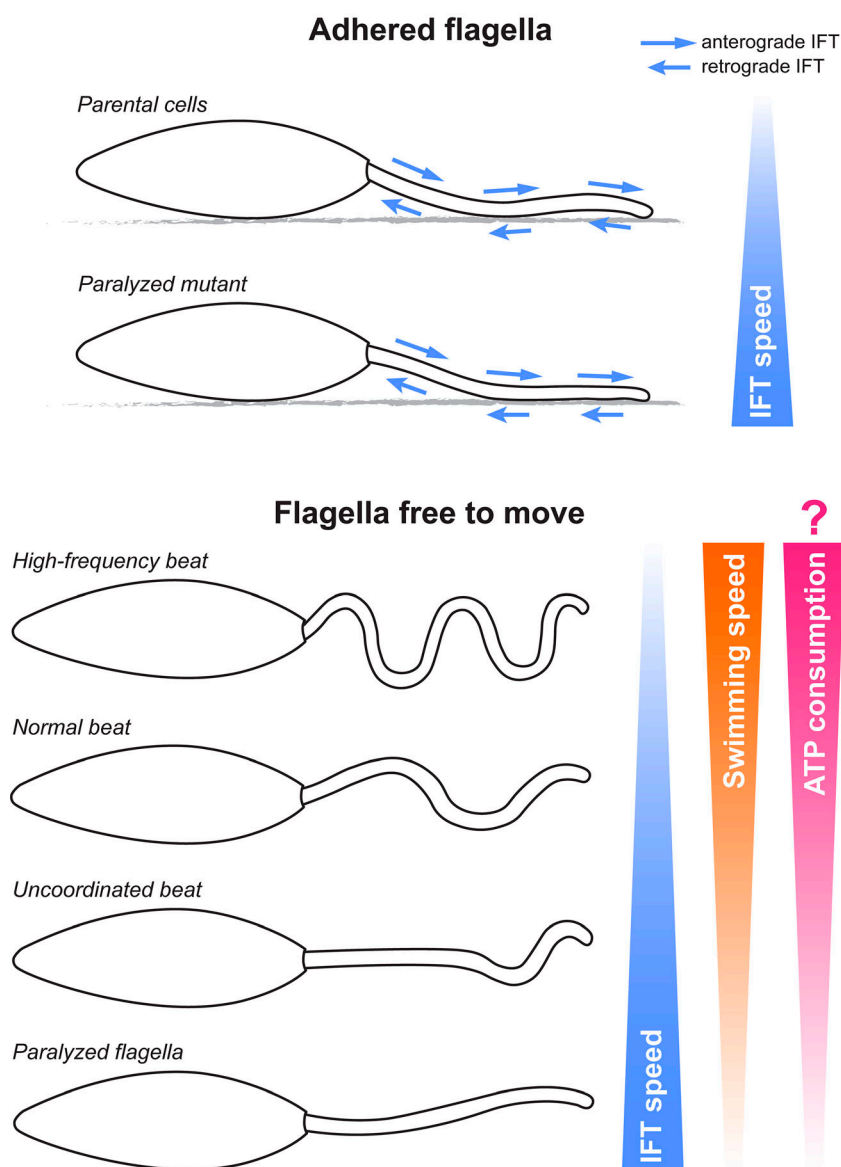 Adhered flagella
anterograde IFT
retrograde IFT
Parental cells
Paralyzed mutant
IFT speed
Flagella free to move
?
High-frequency beat
Normal beat
Uncoordinated beat
Paralyzed flagella
IFT speed
Swimming speed
ATP consumption